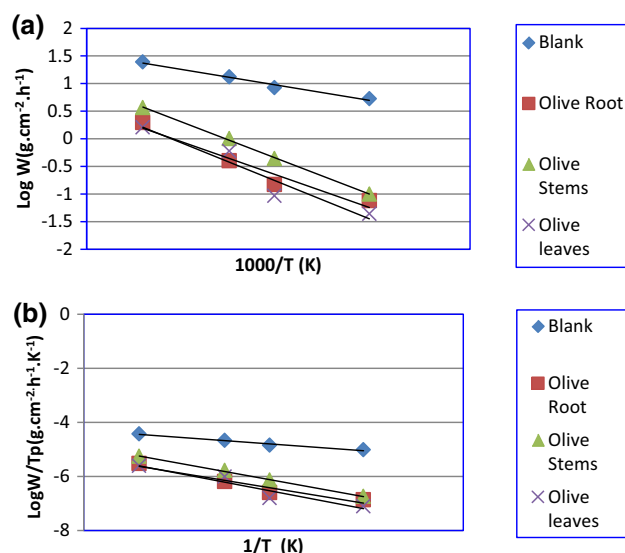 (a)
2
1.5
1
0.5
0
-0.5
-1
-1.5
-2
Log W(g.cm⁻².h⁻¹)
1000/T (K)
Blank
Olive Root
Olive
Stems
Olive
leaves
(b)
0
-2
-4
-6
-8
LogW/Tp(g.cm⁻².h⁻¹.K⁻¹)
1/T (K)
Blank
Olive
Root
Olive
Stems
Olive
leaves